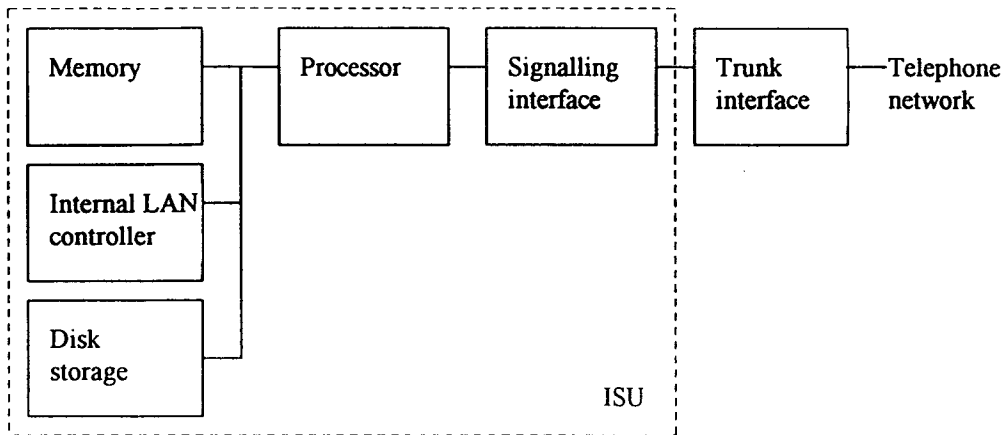 Memory
Processor
Signalling
interface
Trunk
interface
Telephone
network
Internal LAN
controller
Disk
storage
ISU